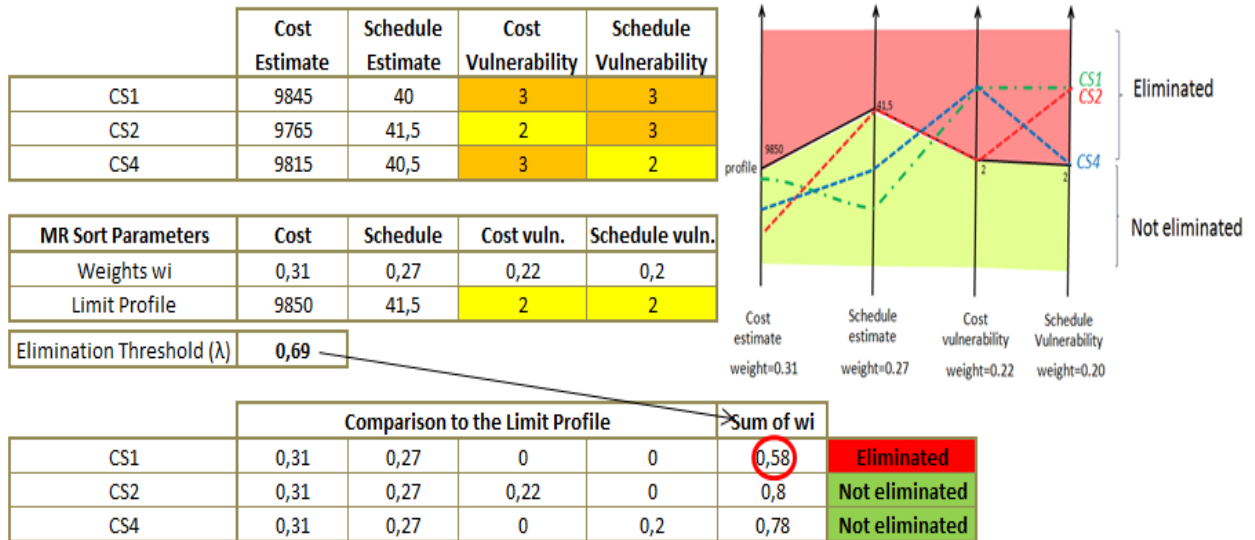 Cost Estimate Schedule Estimate Cost Vulnerability Schedule Vulnerability
CS1 9845 40 3 3
CS2 9765 41,5 2 3
CS4 9815 40,5 3 2
MR Sort Parameters Cost Schedule Cost vuln. Schedule vuln.
Weights wi 0,31 0,27 0,22 0,2
Limit Profile 9850 41,5 2 2
Elimination Threshold (λ) 0,69
Comparison to the Limit Profile Sum of wi
CS1 0,31 0,27 0 0 0,58 Eliminated
CS2 0,31 0,27 0,22 0 0,8 Not eliminated
CS4 0,31 0,27 0 0,2 0,78 Not eliminated
profile
9850
41,5
2
2
CS1
CS2
CS4
Eliminated
Not eliminated
Cost estimate
weight=0.31
Schedule estimate
weight=0.27
Cost vulnerability
weight=0.22
Schedule Vulnerability
weight=0.20